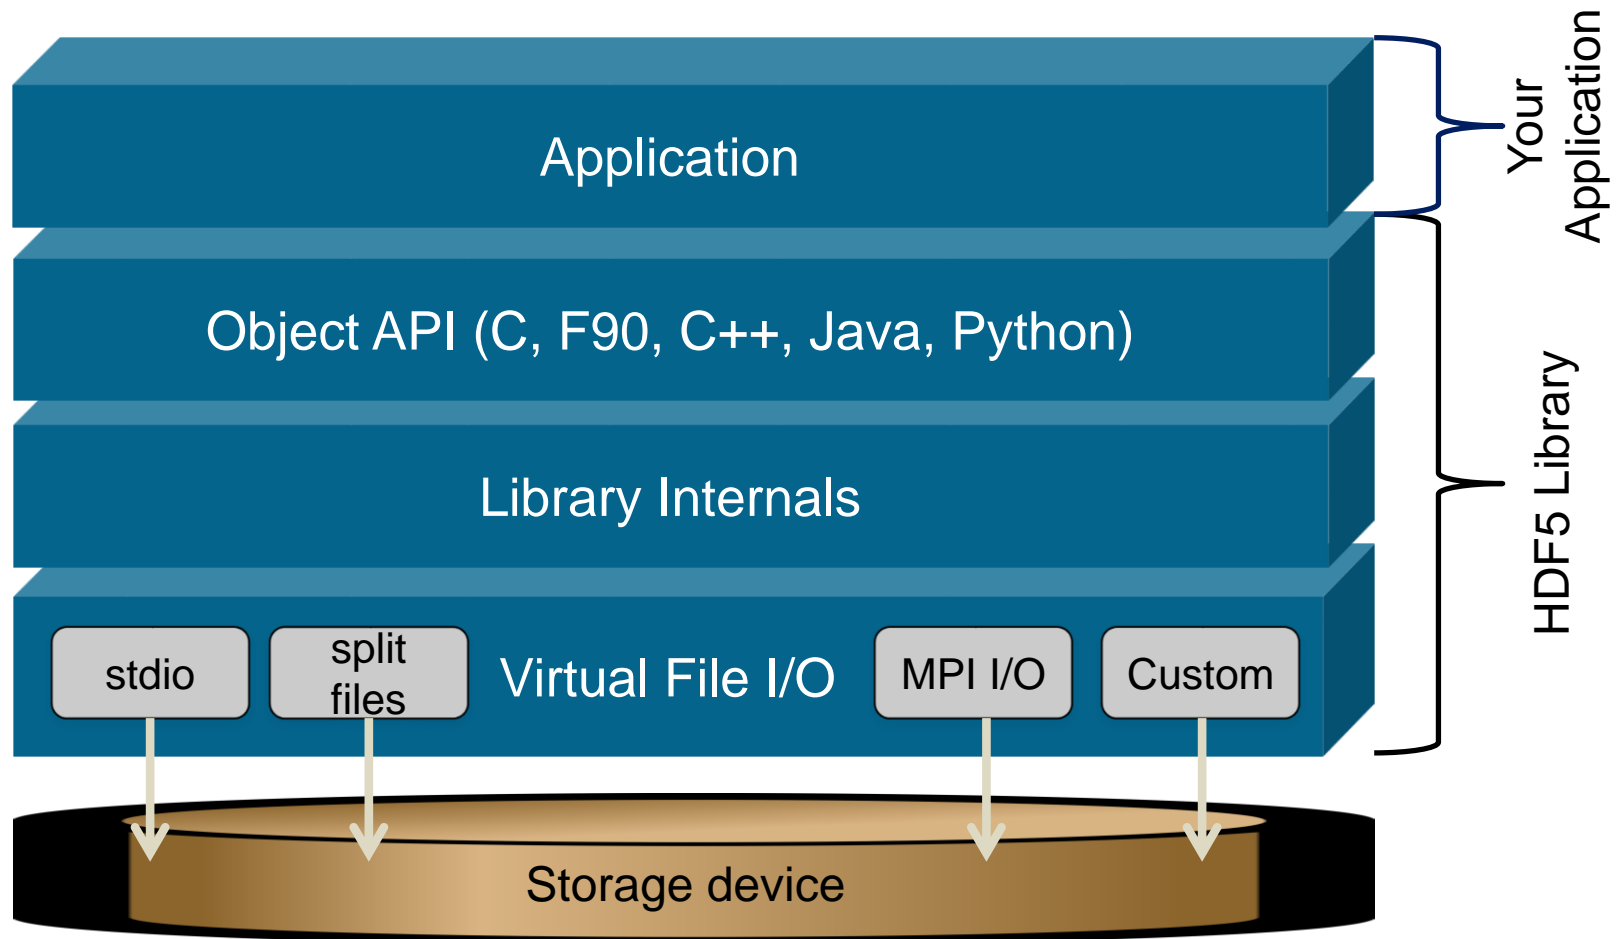 Application
Your
Application
Object API (C, F90, C++, Java, Python)
Library Internals
HDF5 Library
stdio
split
files
Virtual File I/O
MPI I/O
Custom
Storage device